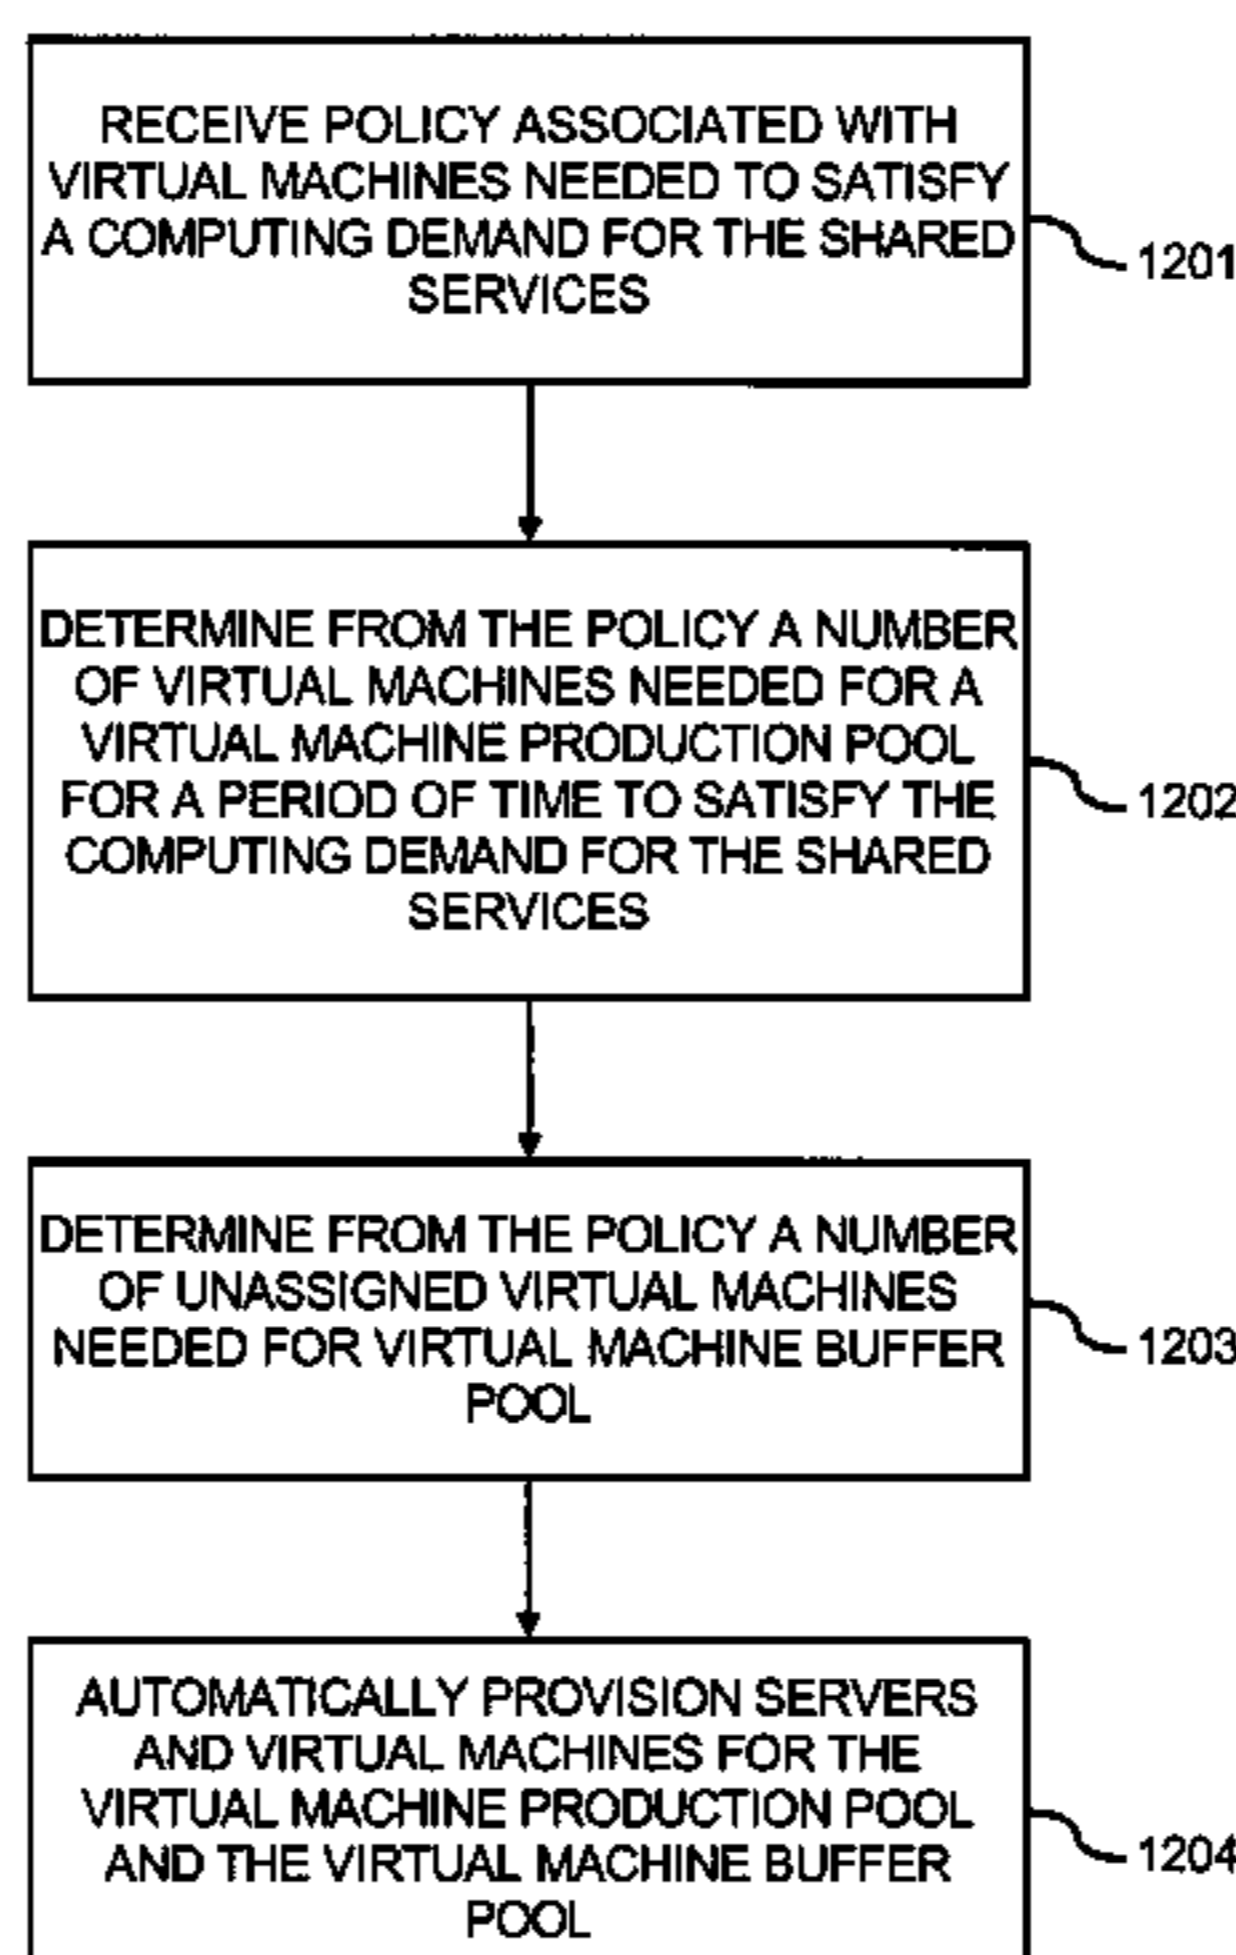 RECEIVE POLICY ASSOCIATED WITH
VIRTUAL MACHINES NEEDED TO SATISFY
A COMPUTING DEMAND FOR THE SHARED
SERVICES
1201
DETERMINE FROM THE POLICY A NUMBER
OF VIRTUAL MACHINES NEEDED FOR A
VIRTUAL MACHINE PRODUCTION POOL
FOR A PERIOD OF TIME TO SATISFY THE
COMPUTING DEMAND FOR THE SHARED
SERVICES
1202
DETERMINE FROM THE POLICY A NUMBER
OF UNASSIGNED VIRTUAL MACHINES
NEEDED FOR VIRTUAL MACHINE BUFFER
POOL
1203
AUTOMATICALLY PROVISION SERVERS
AND VIRTUAL MACHINES FOR THE
VIRTUAL MACHINE PRODUCTION POOL
AND THE VIRTUAL MACHINE BUFFER
POOL
1204